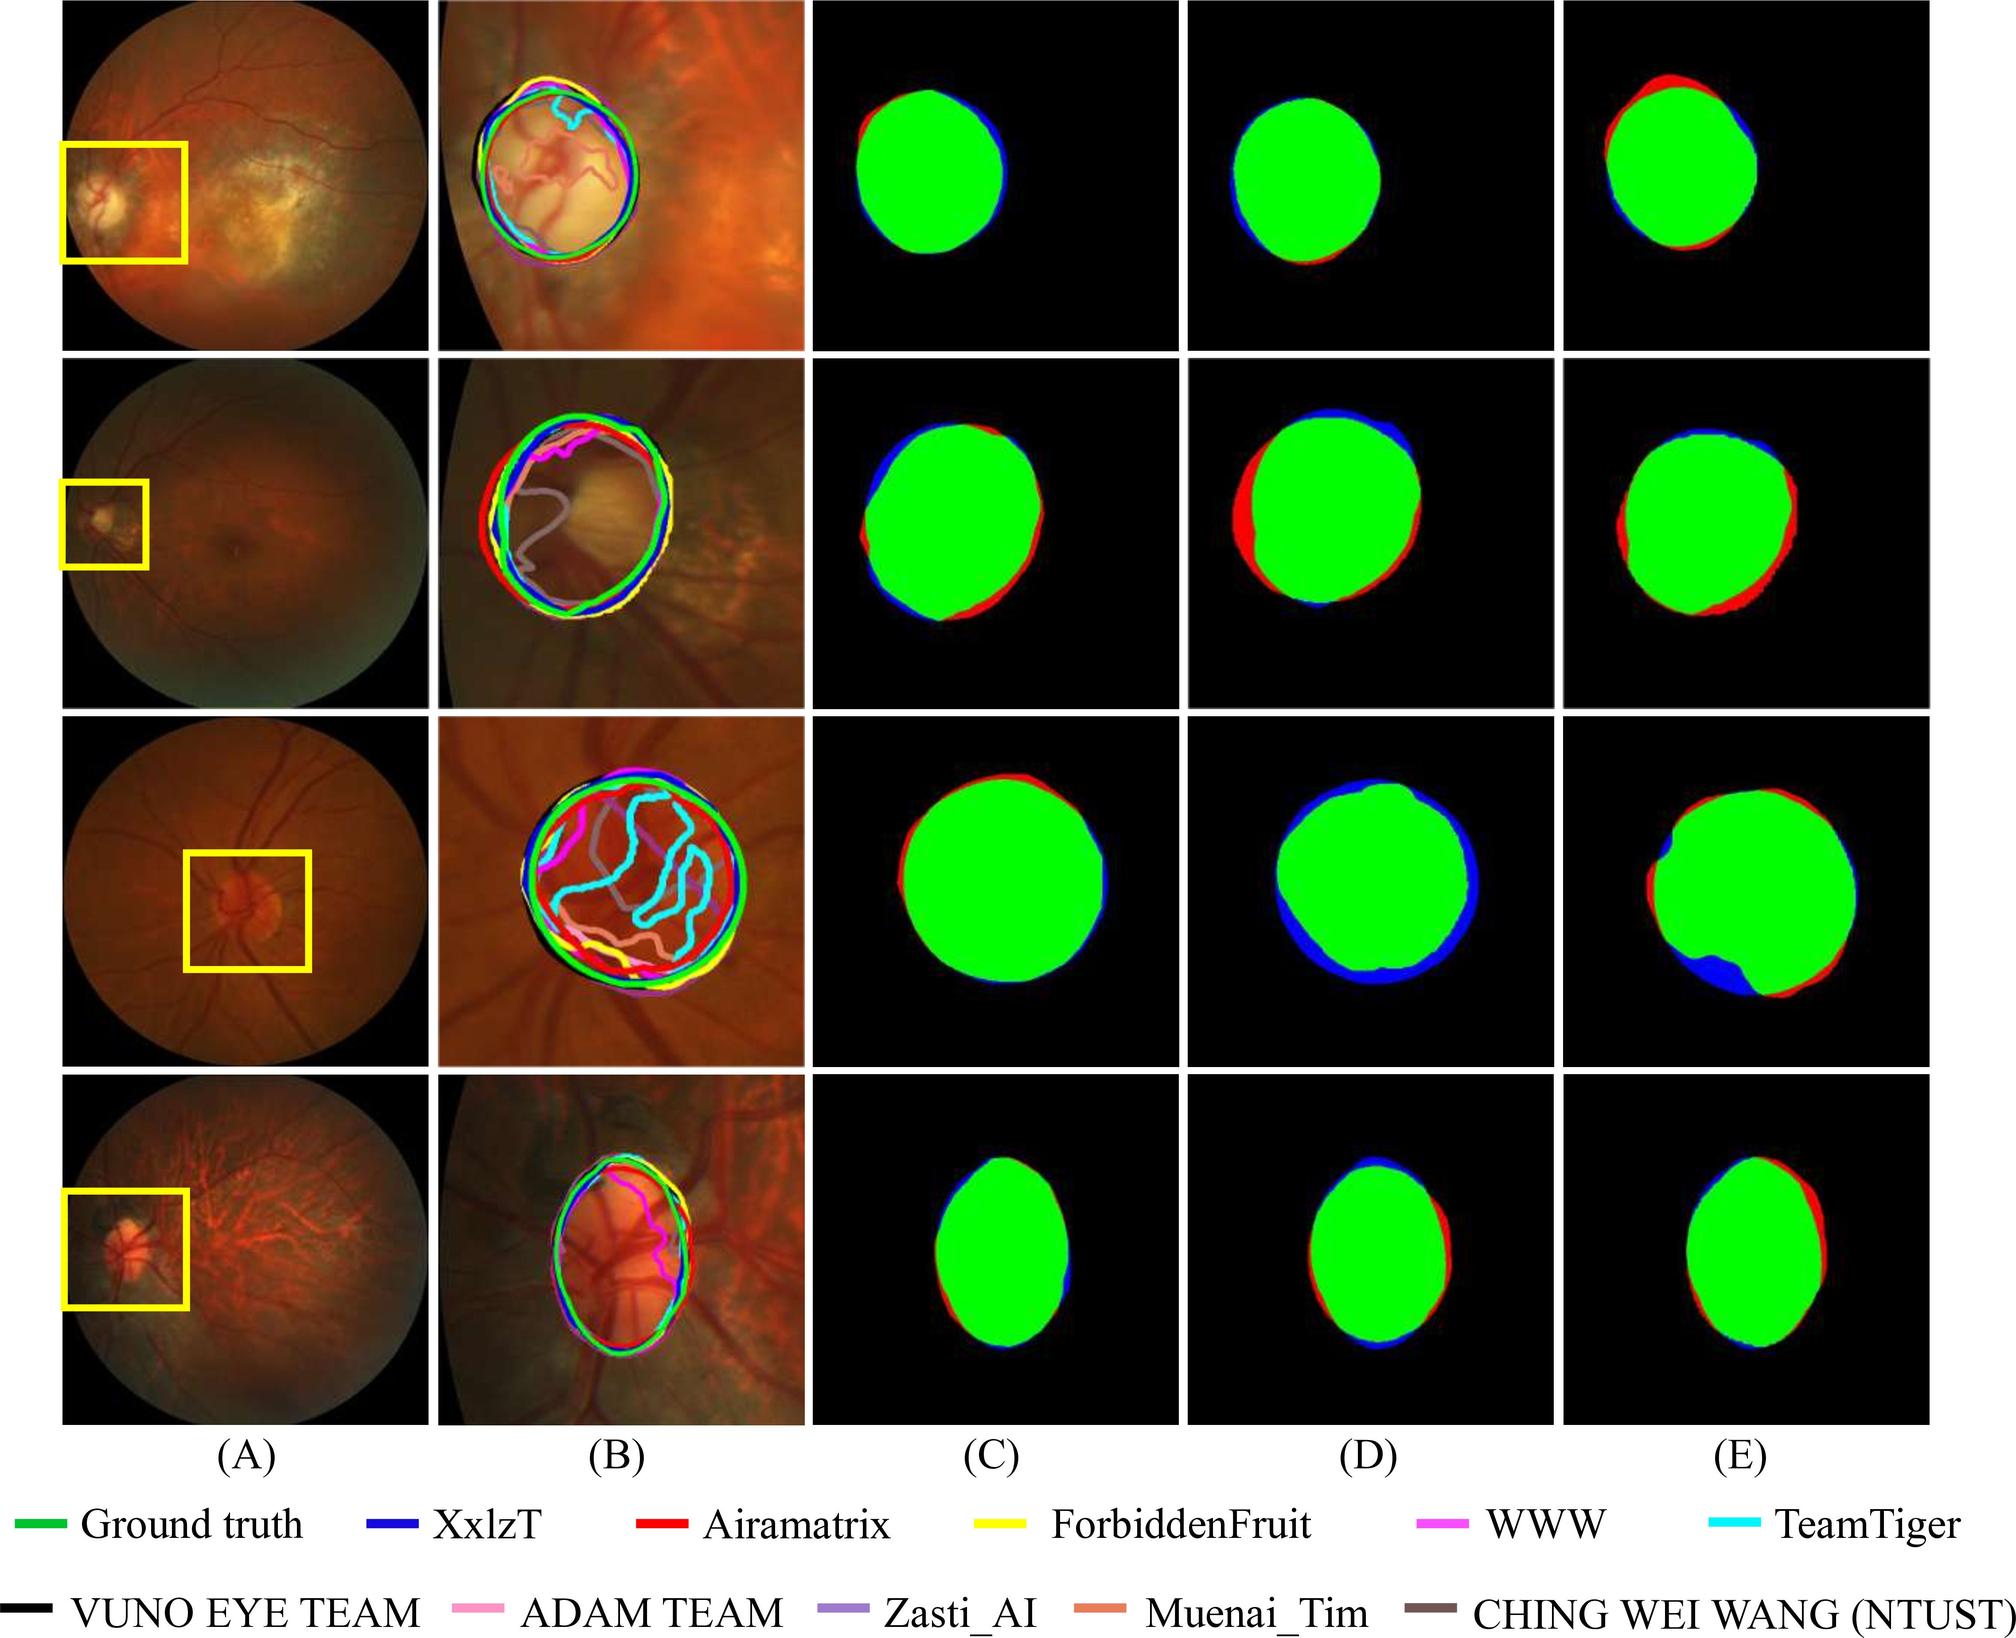 (A) (B) (C) (D) (E)
Ground truth XxlzT Airamatrix ForbiddenFruit WWW TeamTiger
VUNO EYE TEAM ADAM TEAM Zasti_AI Muenai_Tim CHING WEI WANG (NTUST)